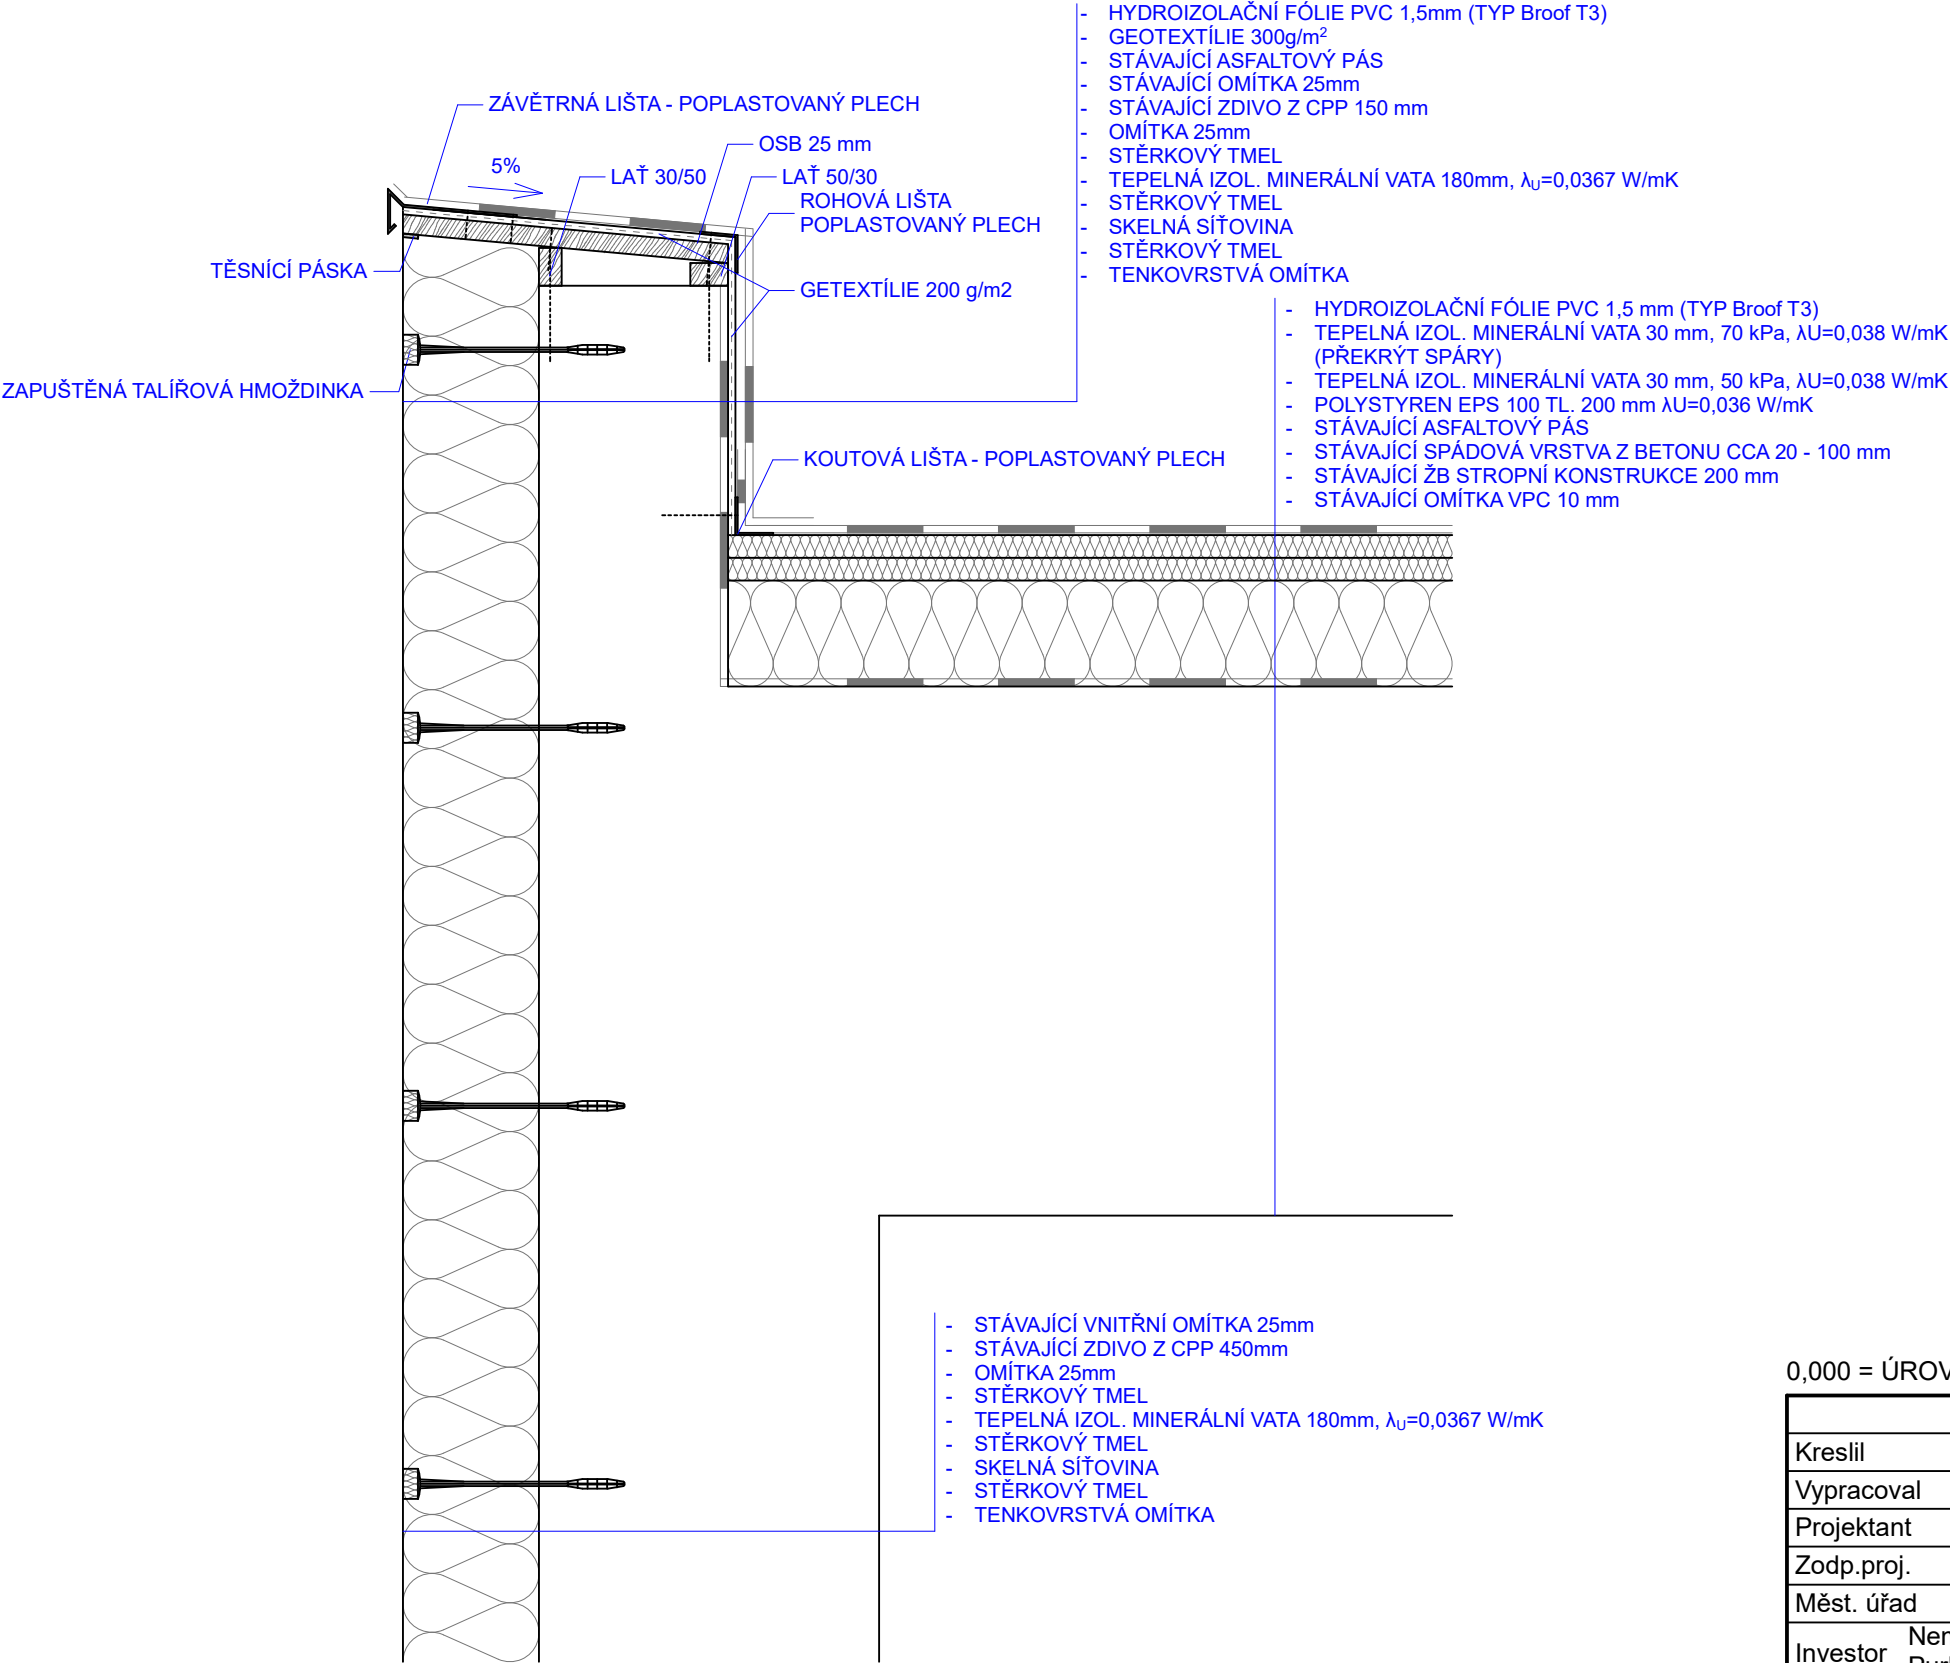 - HYDROIZOLAČNÍ FÓLIE PVC 1,5mm (TYP Broof T3)
- GEOTEXTÍLIE 300g/m²
- STÁVAJÍCÍ ASFALTOVÝ PÁS
- STÁVAJÍCÍ OMÍTKA 25mm
- STÁVAJÍCÍ ZDIVO Z CPP 150 mm
- OMÍTKA 25mm
- STĚRKOVÝ TMEL
- TEPELNÁ IZOL. MINERÁLNÍ VATA 180mm, λU=0,0367 W/mK
- STĚRKOVÝ TMEL
- SKELNÁ SÍŤOVINA
- STĚRKOVÝ TMEL
- TENKOVRSTVÁ OMÍTKA
ZÁVĚTRNÁ LIŠTA - POPLASTOVANÝ PLECH
OSB 25 mm
5%
LAŤ 30/50
LAŤ 50/30
ROHOVÁ LIŠTA
POPLASTOVANÝ PLECH
TĚSNÍCÍ PÁSKA
GETEXTÍLIE 200 g/m2
ZAPUŠTĚNÁ TALÍŘOVÁ HMOŽDINKA
KOUTOVÁ LIŠTA - POPLASTOVANÝ PLECH
- HYDROIZOLAČNÍ FÓLIE PVC 1,5 mm (TYP Broof T3)
- TEPELNÁ IZOL. MINERÁLNÍ VATA 30 mm, 70 kPa, λU=0,038 W/mK
(PŘEKRÝT SPÁRY)
- TEPELNÁ IZOL. MINERÁLNÍ VATA 30 mm, 50 kPa, λU=0,038 W/mK
- POLYSTYREN EPS 100 TL. 200 mm λU=0,036 W/mK
- STÁVAJÍCÍ ASFALTOVÝ PÁS
- STÁVAJÍCÍ SPÁDOVÁ VRSTVA Z BETONU CCA 20 - 100 mm
- STÁVAJÍCÍ ŽB STROPNÍ KONSTRUKCE 200 mm
- STÁVAJÍCÍ OMÍTKA VPC 10 mm
- STÁVAJÍCÍ VNITŘNÍ OMÍTKA 25mm
- STÁVAJÍCÍ ZDIVO Z CPP 450mm
- OMÍTKA 25mm
- STĚRKOVÝ TMEL
- TEPELNÁ IZOL. MINERÁLNÍ VATA 180mm, λU=0,0367 W/mK
- STĚRKOVÝ TMEL
- SKELNÁ SÍŤOVINA
- STĚRKOVÝ TMEL
- TENKOVRSTVÁ OMÍTKA
0,000 = ÚROV
Kreslil
Vypracoval
Projektant
Zodp.proj.
Měst. úřad
Investor